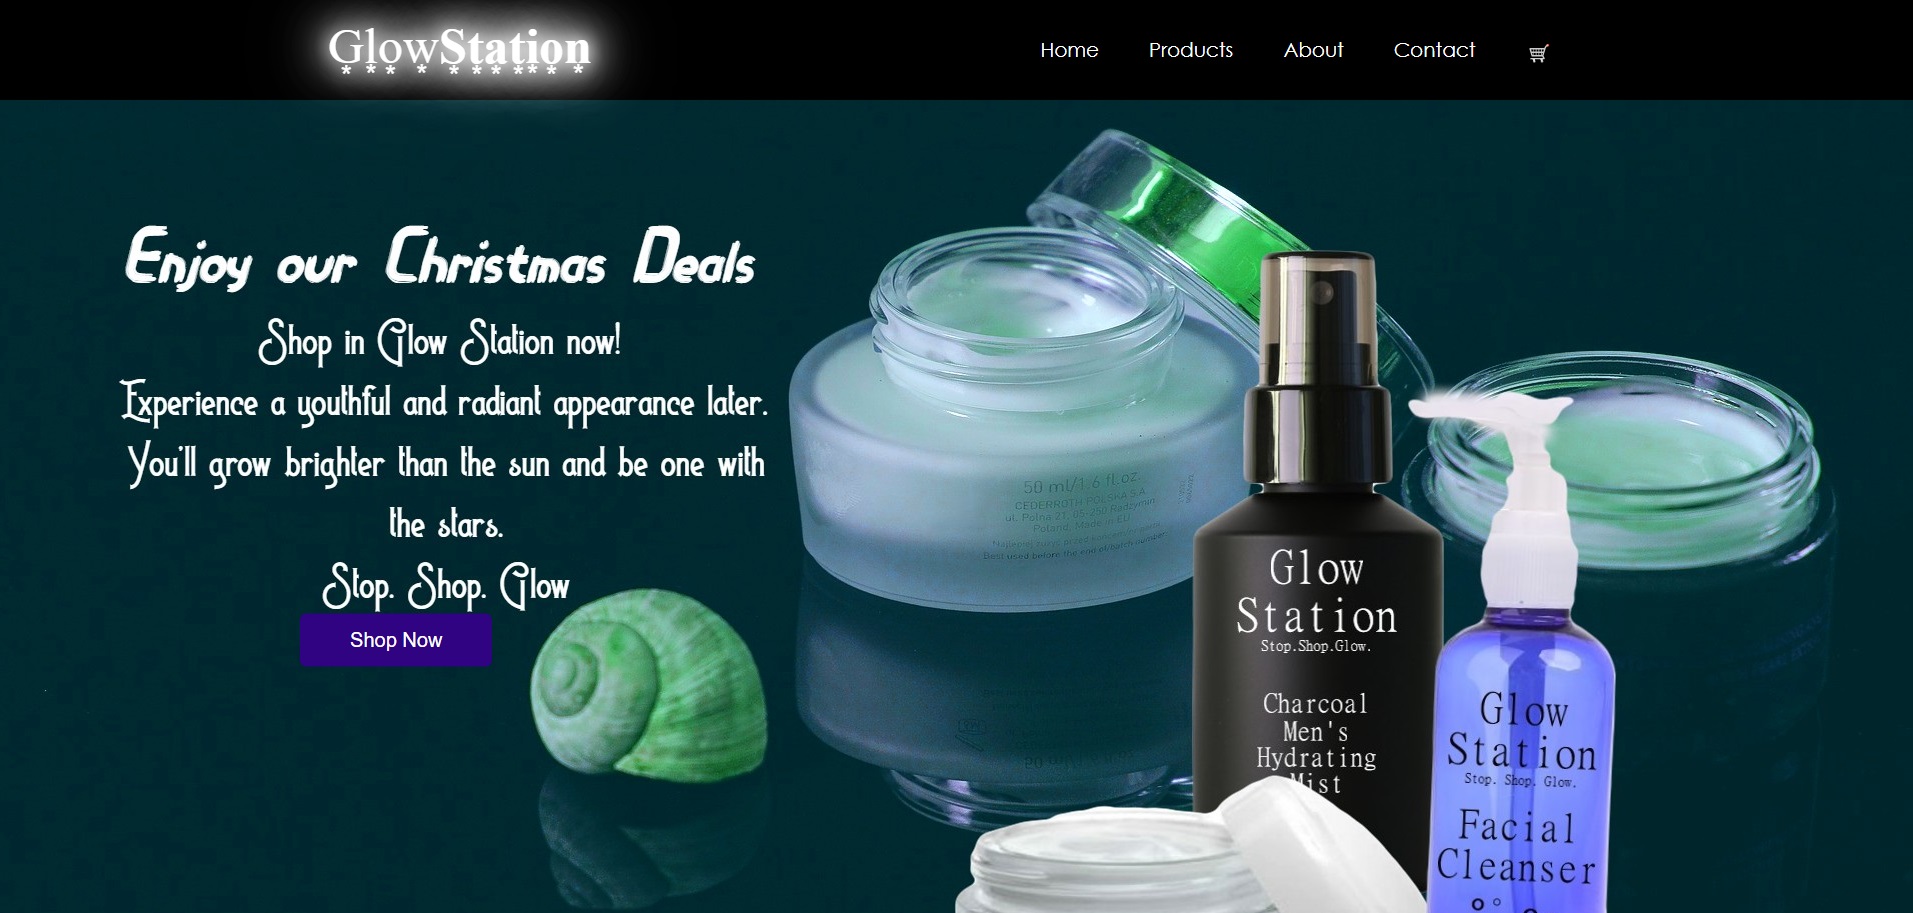 GlowStation
* * * * * * * * * * *
Home Products About Contact
Enjoy our Christmas Deals
Shop in Glow Station now!
Experience a youthful and radiant appearance later.
You'll grow brighter than the sun and be one with
the stars.
Stop. Shop. Glow
Shop Now
50 ml/1.6 fl.oz.
CEDERROTH POLSKA S.A.
ul. Polna 21, 05-250 Radzymin
Poland, Made in EU
Best used before the end of/batch number:
Glow
Station
Stop.Shop.Glow.
Charcoal
Men's
Hydrating
Mist
Glow
Station
Stop. Shop. Glow.
Facial
Cleanser